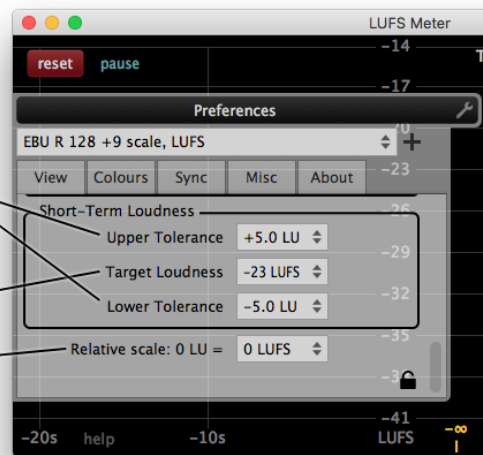 LUFS Meter
reset pause
-14
T
-17
Preferences
EBU R 128 +9 scale, LUFS
+
View Colours Sync Misc About
-23
Short-Term Loudness
-26
Upper Tolerance +5.0 LU
-29
Target Loudness -23 LUFS
-32
Lower Tolerance -5.0 LU
-35
Relative scale: 0 LU = 0 LUFS
-41
-20s help -10s LUFS -∞